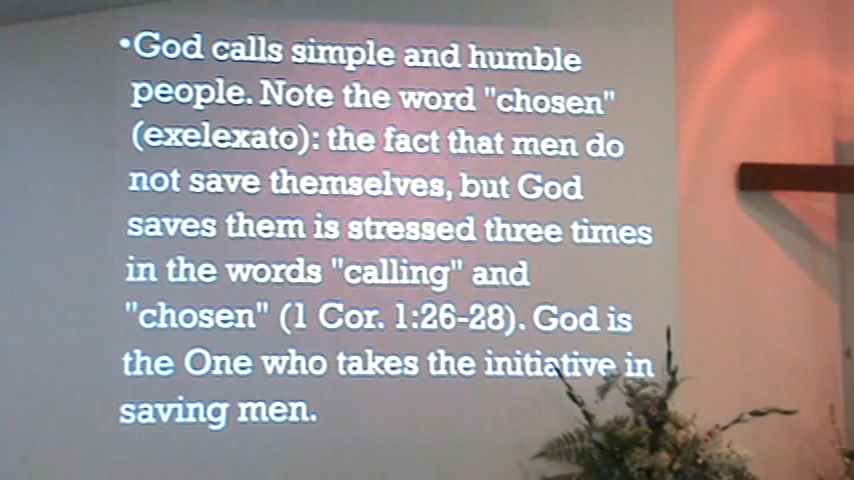 •God calls simple and humble
people. Note the word "chosen"
(exelexato): the fact that men do
not save themselves, but God
saves them is stressed three times
in the words "calling" and
"chosen" (1 Cor. 1:26-28). God is
the One who takes the initiative in
saving men.